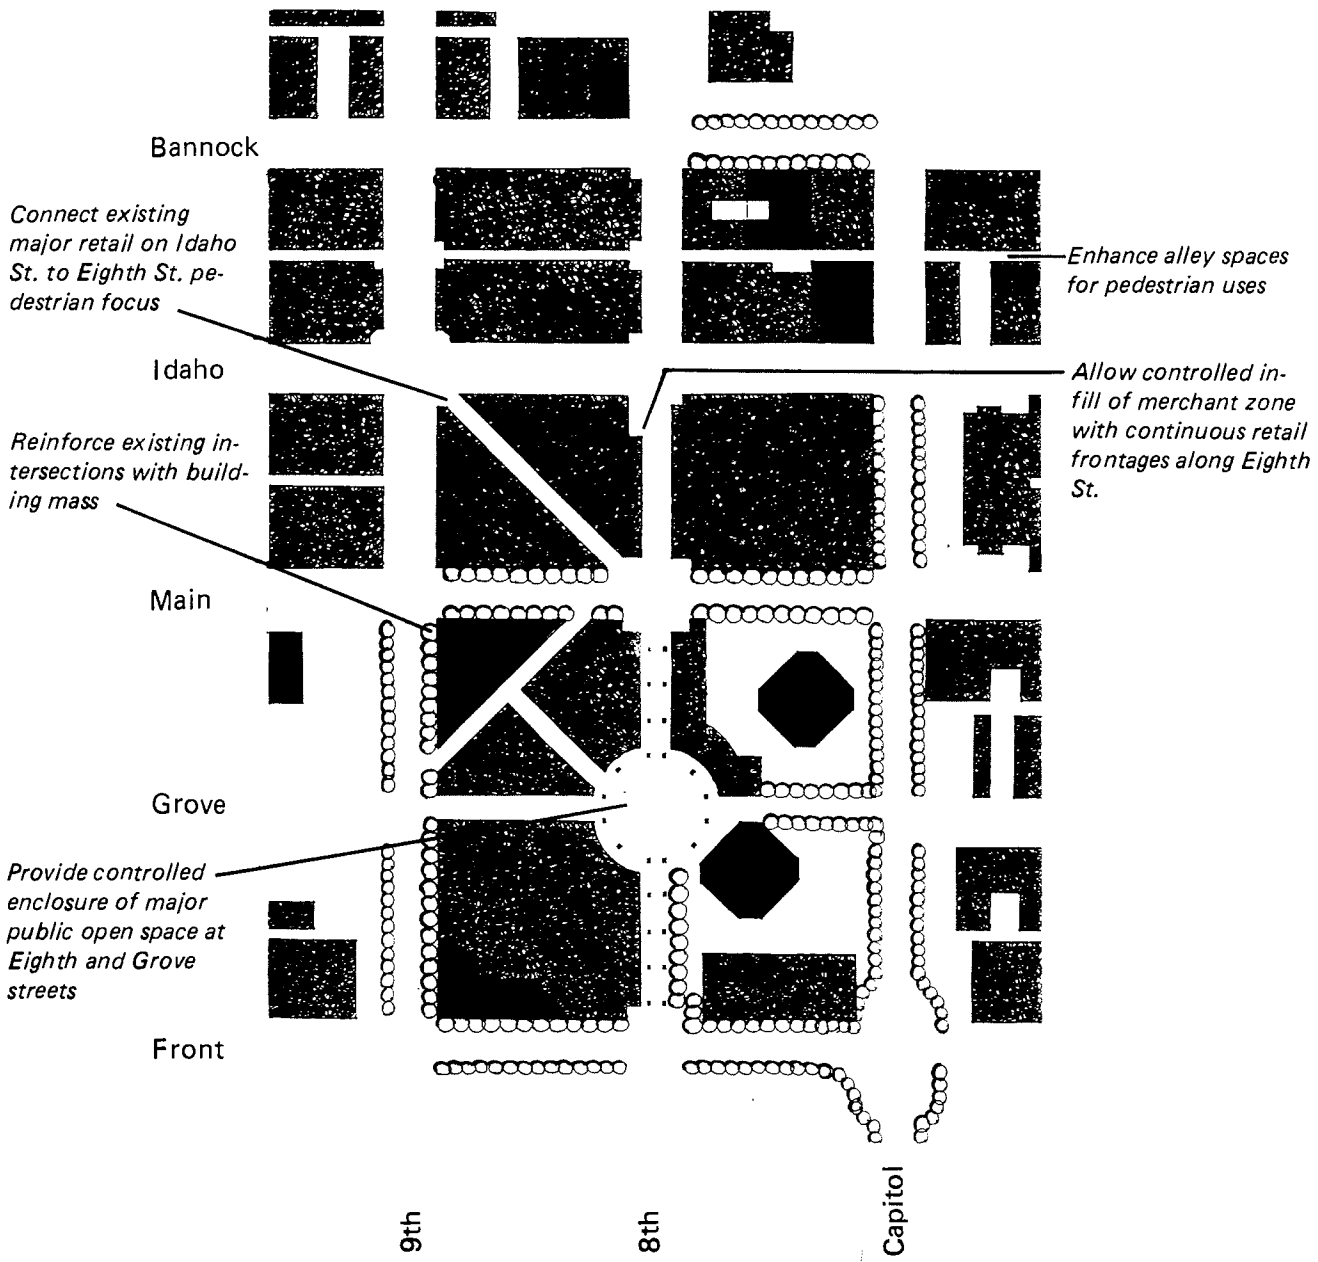 Bannock
Connect existing
major retail on Idaho
St. to Eighth St. pe-
destrian focus
Enhance alley spaces
for pedestrian uses
Idaho
Allow controlled in-
fill of merchant zone
with continuous retail
frontages along Eighth
St.
Reinforce existing in-
tersections with build-
ing mass
Main
Grove
Provide controlled
enclosure of major
public open space at
Eighth and Grove
streets
Front
9th
8th
Capitol